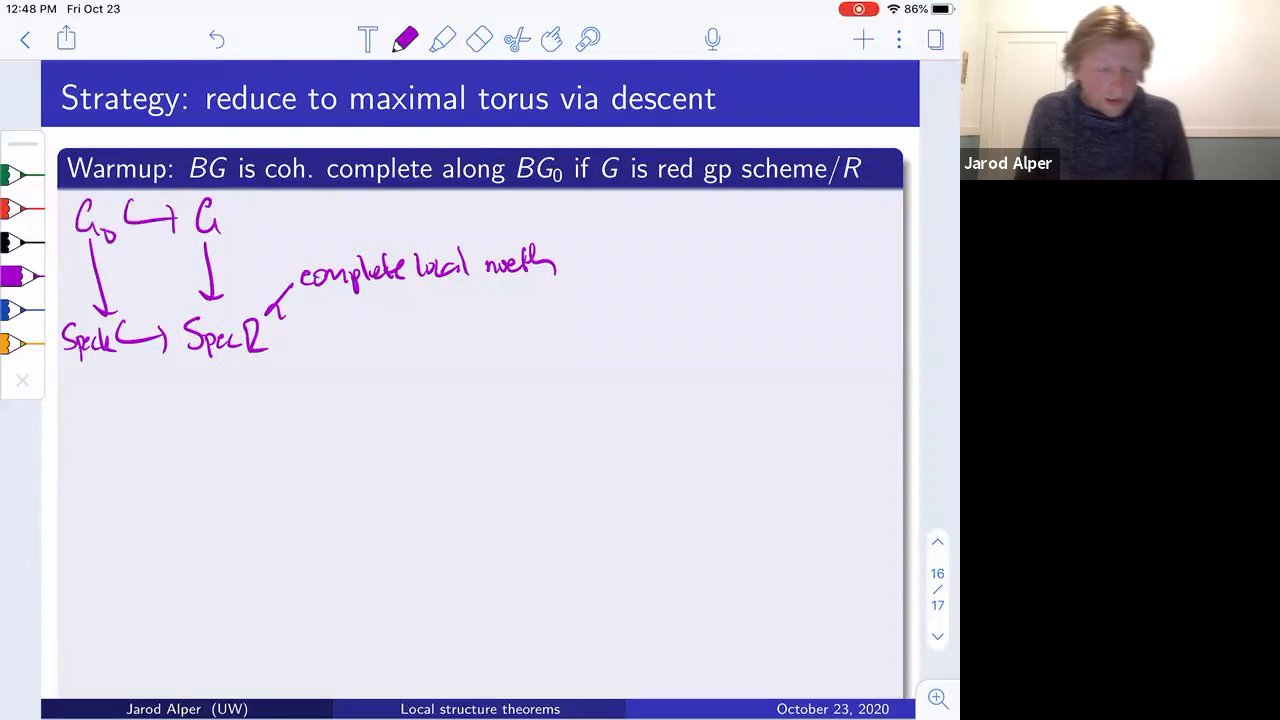 12:48 PM Fri Oct 23
86%
Strategy: reduce to maximal torus via descent
Jarod Alper
Warmup: BG is coh. complete along BG₀ if G is red gp scheme/R
G₀ ↪ G
complete local noeth
Spec k ↪ Spec R
16
/
17
Jarod Alper (UW) Local structure theorems October 23, 2020